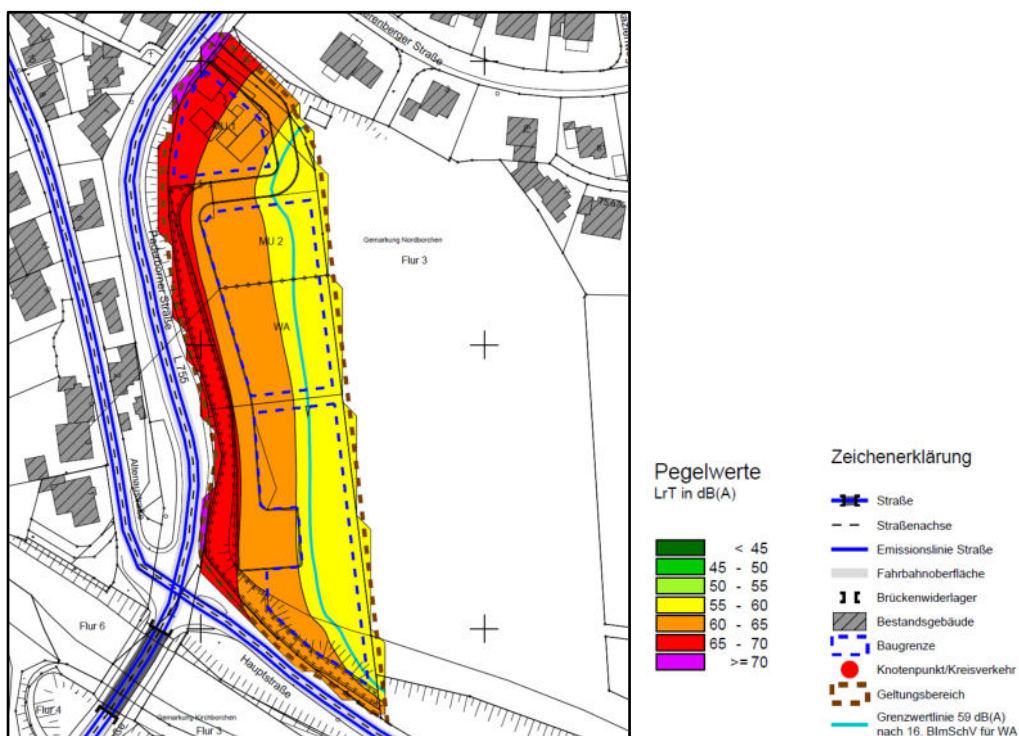 Gemarkung Nordborchen
Flur 3
MU 1
MU 2
WA
Paderborner Straße
L 755
Flur 6
Hauptstraße
Flur 4
Gemarkung Kirchborchen
Flur 3
Pegelwerte
LrT in dB(A)
< 45
45 - 50
50 - 55
55 - 60
60 - 65
65 - 70
>= 70
Zeichenerklärung
Straße
Straßenachse
Emissionslinie Straße
Fahrbahnoberfläche
Brückenwiderlager
Bestandsgebäude
Baugrenze
Knotenpunkt/Kreisverkehr
Geltungsbereich
Grenzwertlinie 59 dB(A)
nach 16. BImSchV für WA